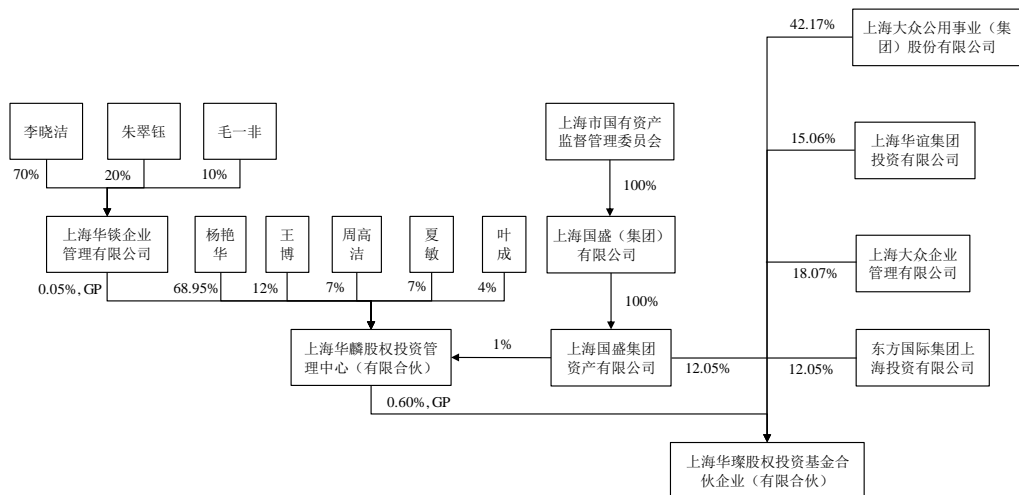 42.17%
上海大众公用事业（集
团）股份有限公司
李晓洁
朱翠钰
毛一非
上海市国有资产
监督管理委员会
15.06%
上海华谊集团
投资有限公司
70%
20%
10%
100%
上海华锬企业
管理有限公司
杨艳
华
王
博
周高
洁
夏
敏
叶
成
上海国盛（集团）
有限公司
上海大众企业
管理有限公司
18.07%
0.05%, GP
68.95%
12%
7%
7%
4%
100%
上海华麟股权投资管
理中心（有限合伙）
1%
上海国盛集团
资产有限公司
12.05%
12.05%
东方国际集团上
海投资有限公司
0.60%, GP
上海华璨股权投资基金合
伙企业（有限合伙）